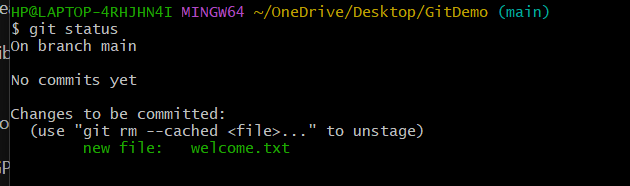 HP@LAPTOP-4RHJHN4I MINGW64 ~/OneDrive/Desktop/GitDemo (main)
$ git status
On branch main
No commits yet
Changes to be committed:
(use "git rm --cached <file>..." to unstage)
new file: welcome.txt